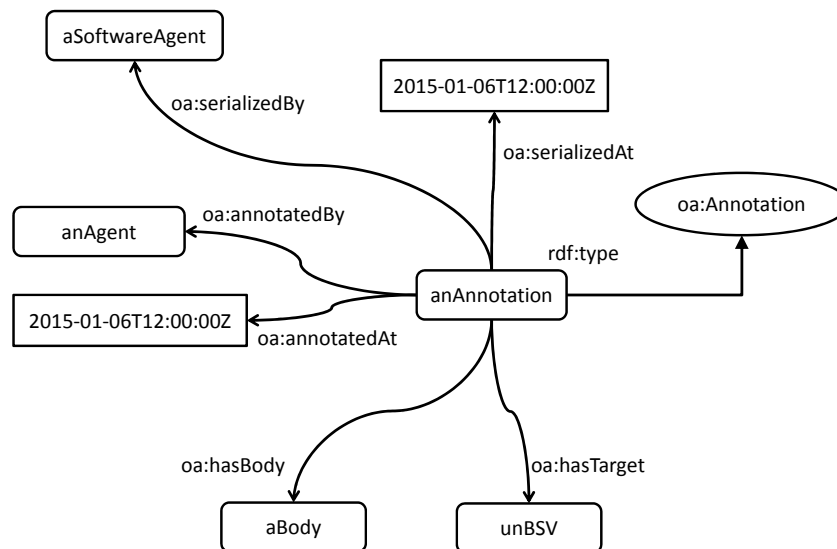 aSoftwareAgent
2015-01-06T12:00:00Z
oa:serializedBy
oa:serializedAt
oa:Annotation
oa:annotatedBy
anAgent
rdf:type
anAnnotation
2015-01-06T12:00:00Z
oa:annotatedAt
oa:hasBody
oa:hasTarget
aBody
unBSV